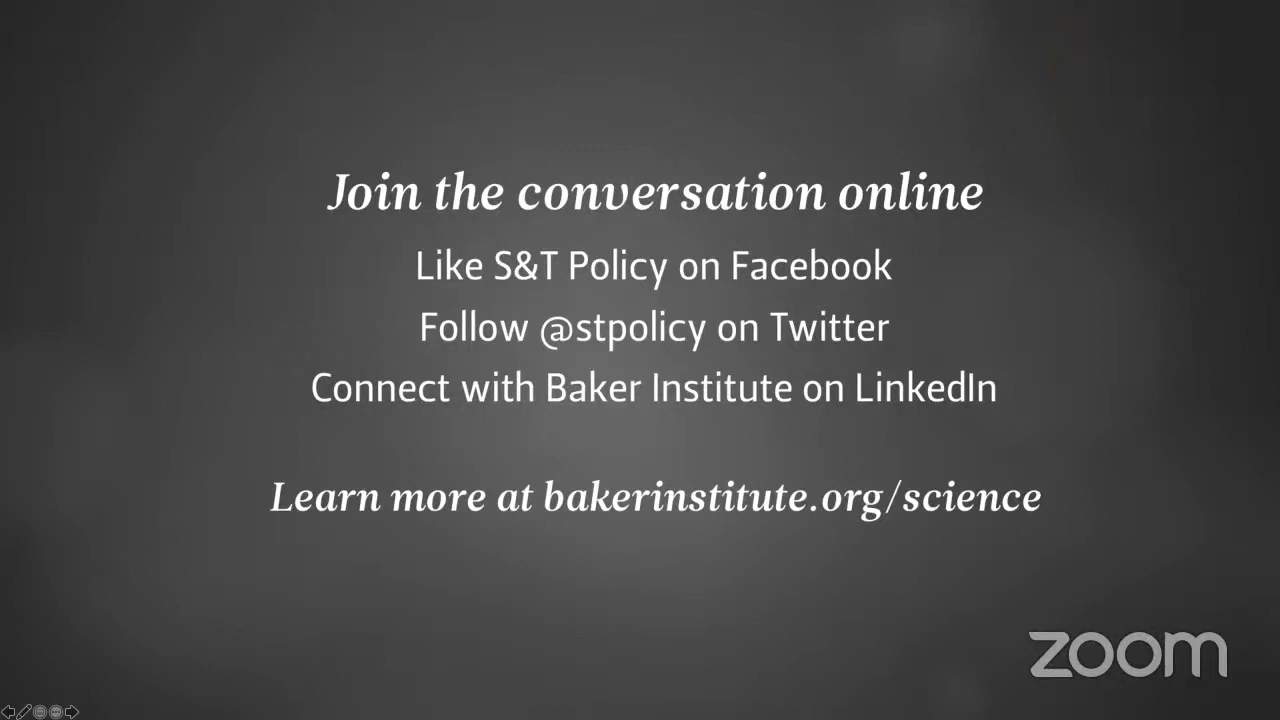 Join the conversation online
Like S&T Policy on Facebook
Follow @stpolicy on Twitter
Connect with Baker Institute on LinkedIn
Learn more at bakerinstitute.org/science
zoom